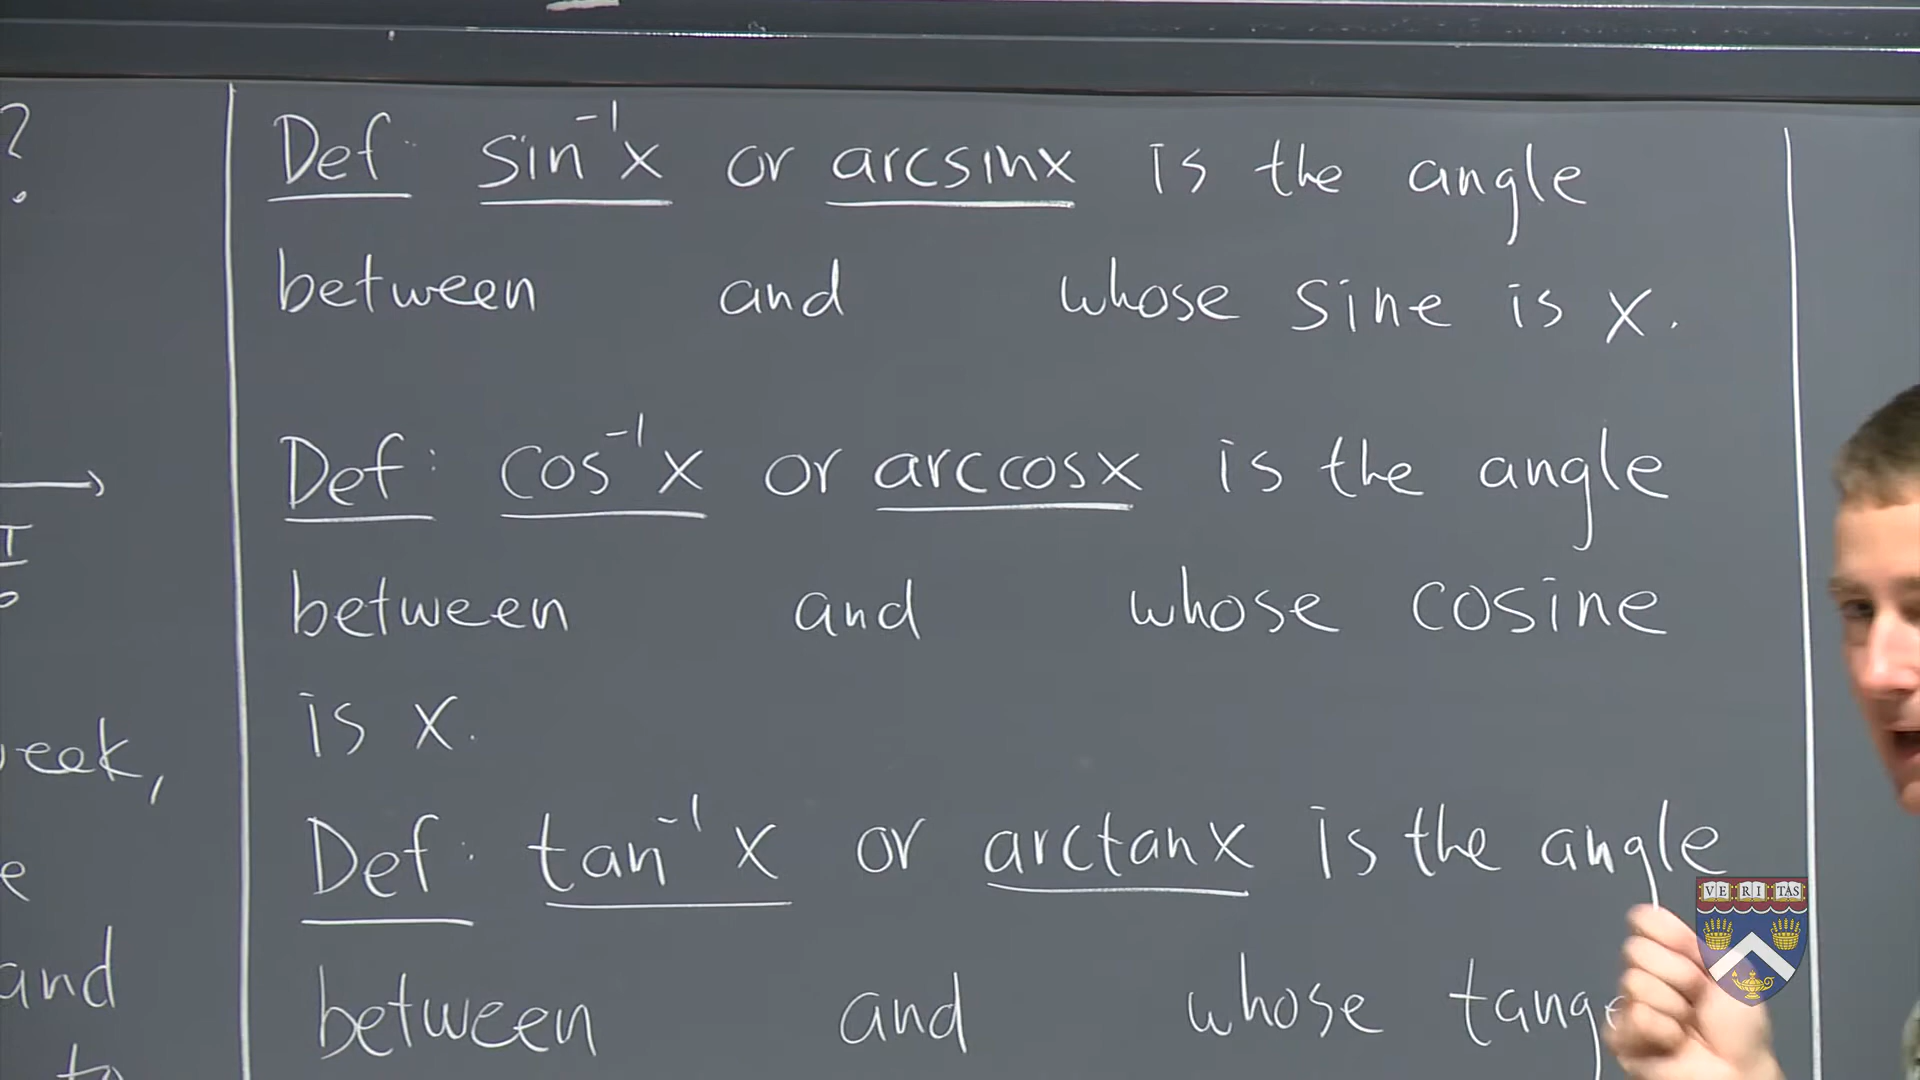 ?
Def: sin⁻¹x or arcsinx is the angle
between and whose sine is x.
Def: cos⁻¹x or arccosx is the angle
between and whose cosine
is x.
Def: tan⁻¹x or arctanx is the angle
between and whose
and
to
VE RI TAS